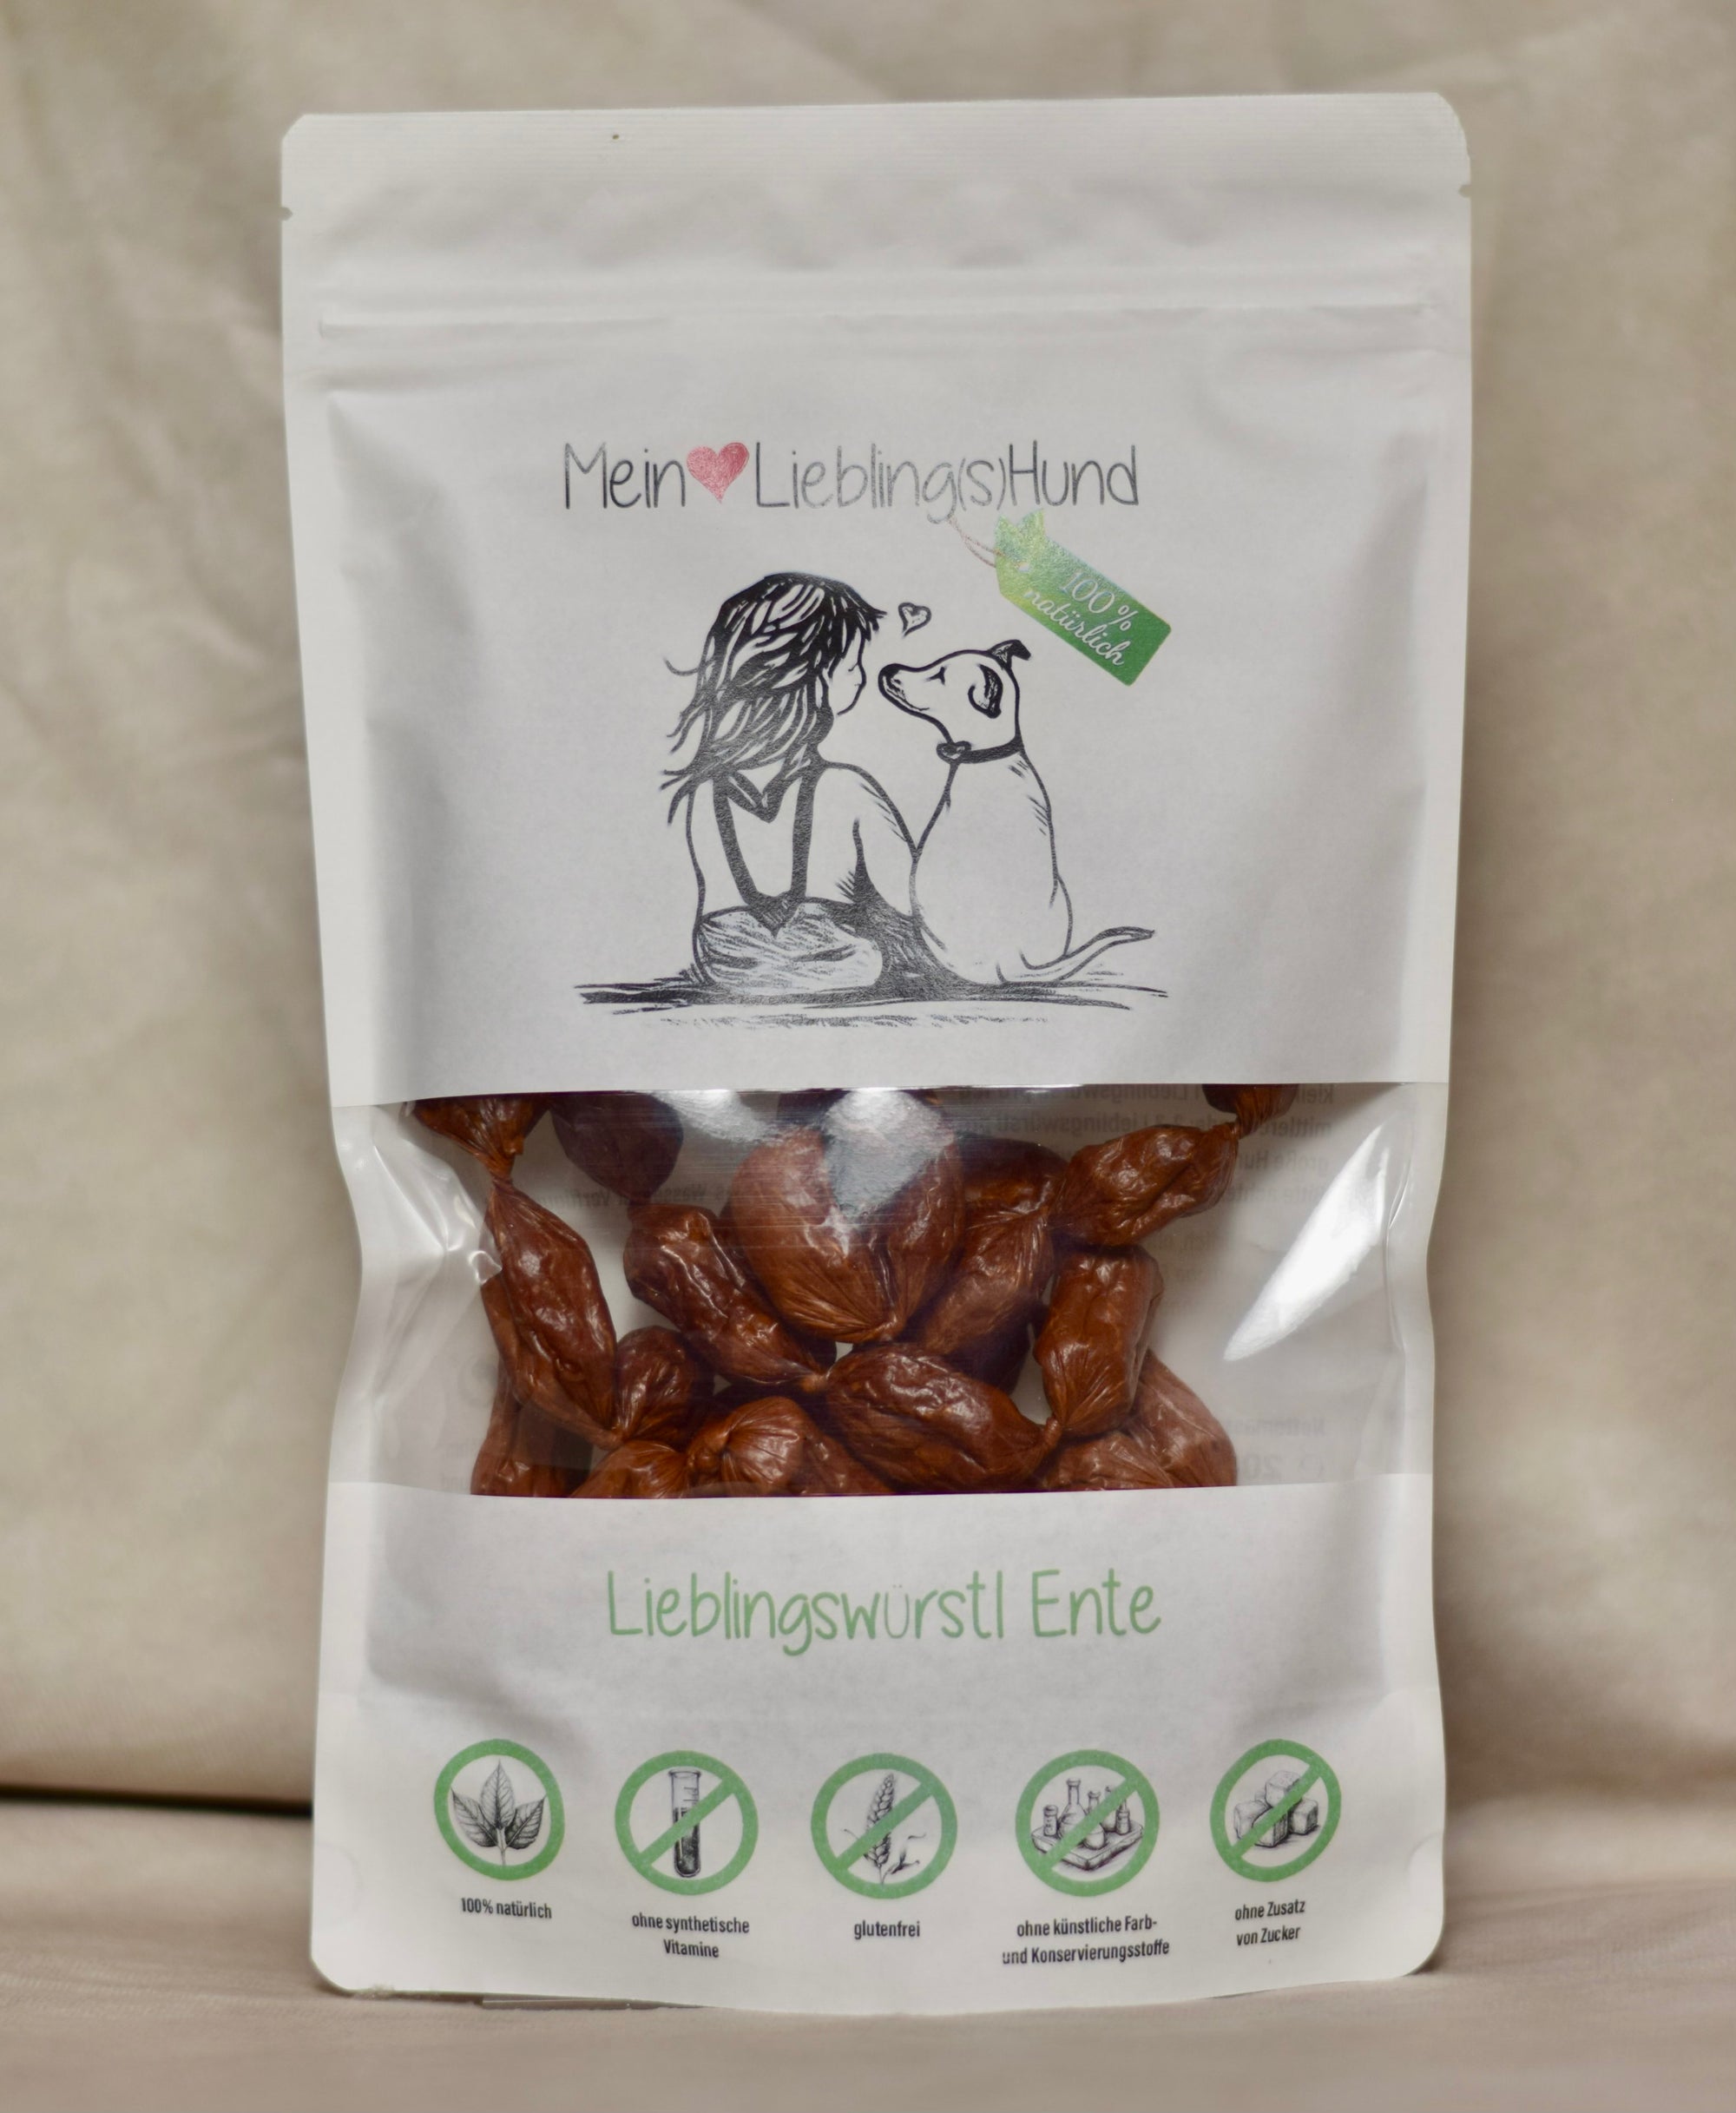 Mein Liebling(s)Hund
100%
natürlich
Lieblingswürstl Ente
100% natürlich
ohne synthetische
Vitamine
glutenfrei
ohne künstliche Farb-
und Konservierungsstoffe
ohne Zusatz
von Zucker